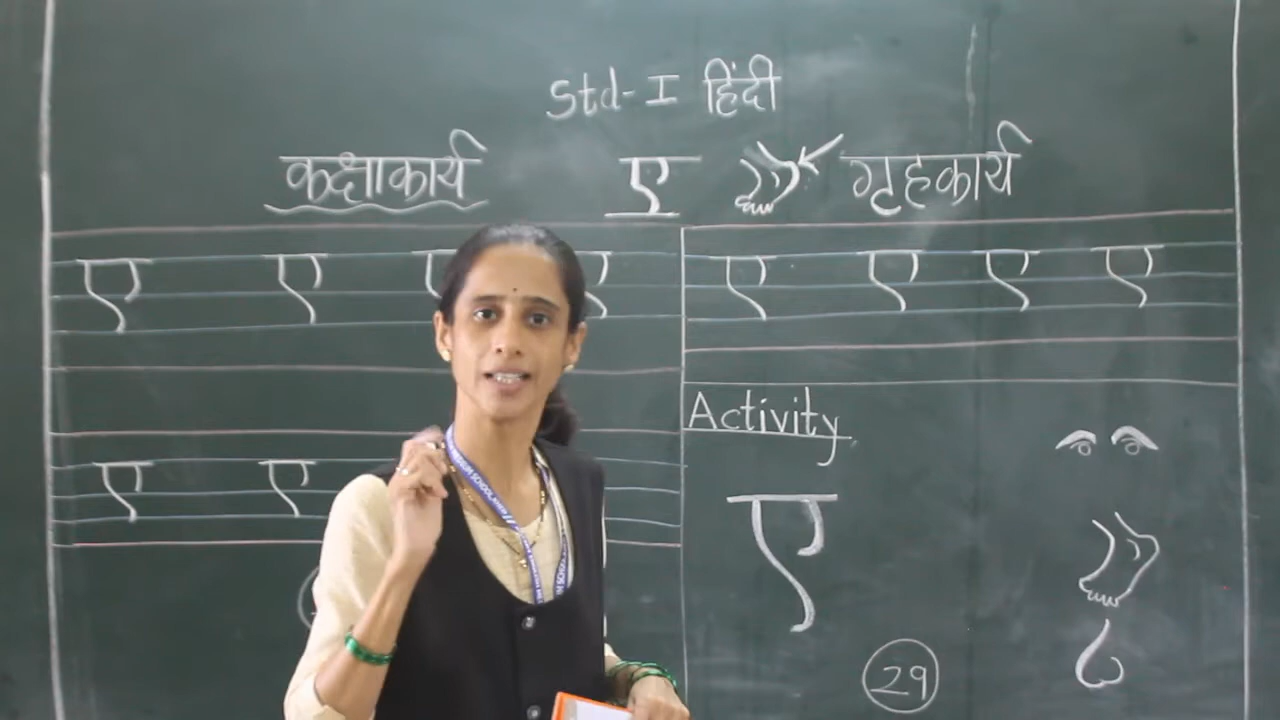 Std-I हिंदी
कक्षाकार्य ए गृहकार्य
ए ए ए ए ए ए ए ए
Activity
ए ए
ए
29